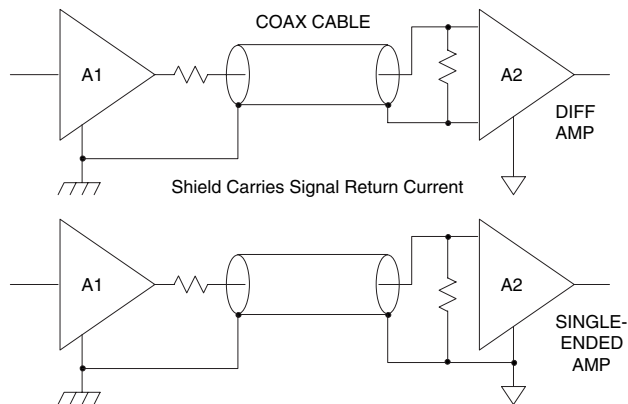 COAX CABLE
A1
A2
DIFF
AMP
Shield Carries Signal Return Current
A1
A2
SINGLE-
ENDED
AMP